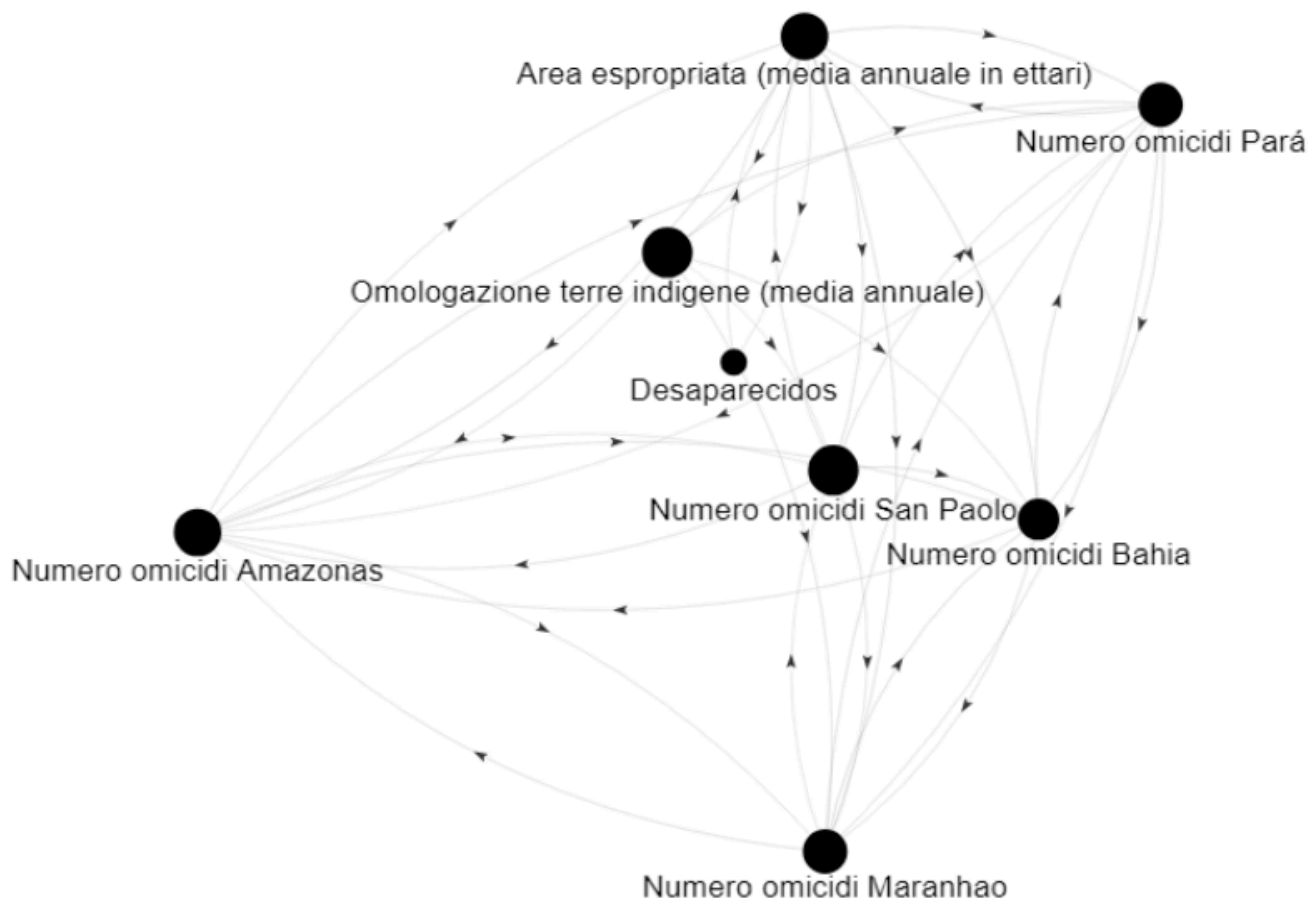 Area espropriata (media annuale in ettari)
Numero omicidi Pará
Omologazione terre indigene (media annuale)
Desaparecidos
Numero omicidi San Paolo
Numero omicidi Bahia
Numero omicidi Amazonas
Numero omicidi Maranhao